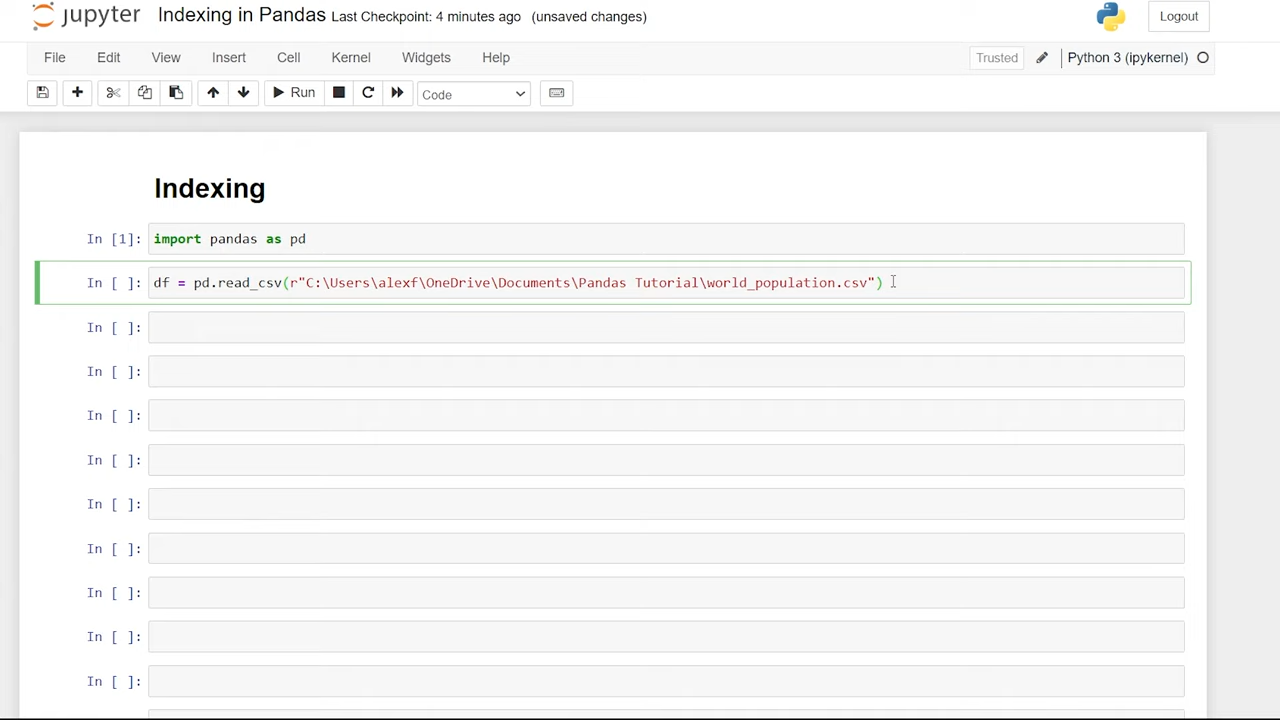 jupyter Indexing in Pandas Last Checkpoint: 4 minutes ago (unsaved changes) Logout
File Edit View Insert Cell Kernel Widgets Help Trusted Python 3 (ipykernel)
Run Code
Indexing
In [1]: import pandas as pd
In [ ]: df = pd.read_csv(r"C:\Users\alexf\OneDrive\Documents\Pandas Tutorial\world_population.csv")
In [ ]:
In [ ]:
In [ ]:
In [ ]:
In [ ]:
In [ ]:
In [ ]:
In [ ]:
In [ ]: